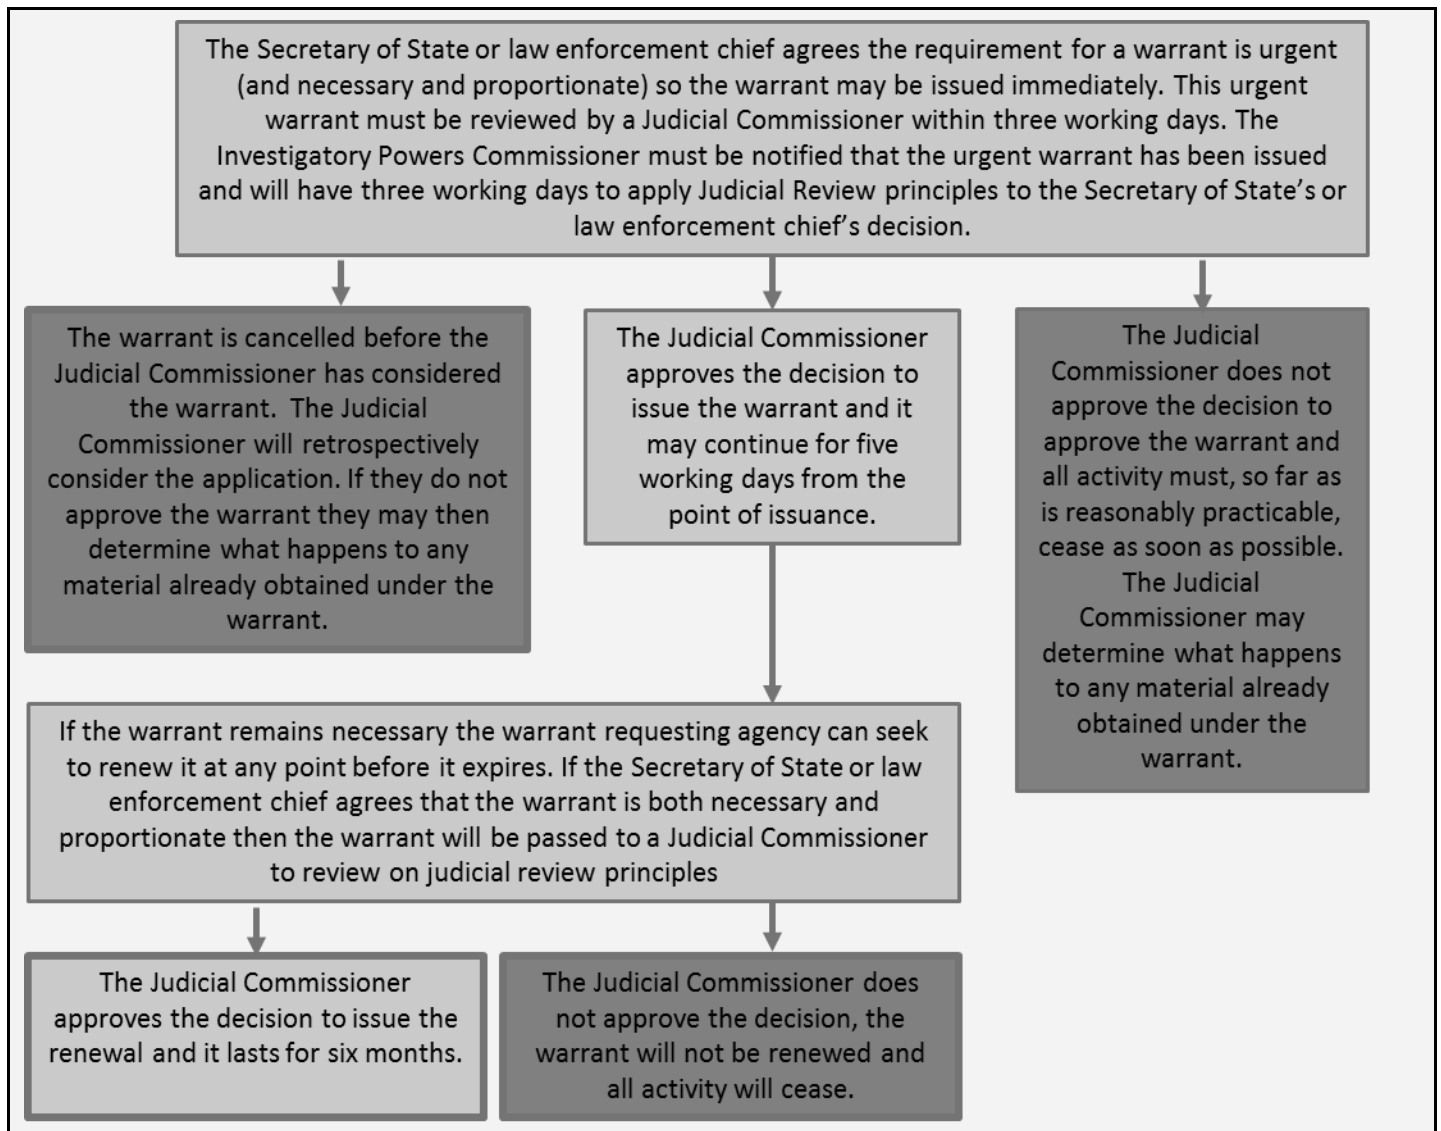 The Secretary of State or law enforcement chief agrees the requirement for a warrant is urgent
(and necessary and proportionate) so the warrant may be issued immediately. This urgent
warrant must be reviewed by a Judicial Commissioner within three working days. The
Investigatory Powers Commissioner must be notified that the urgent warrant has been issued
and will have three working days to apply Judicial Review principles to the Secretary of State’s or
law enforcement chief’s decision.
The warrant is cancelled before the
Judicial Commissioner has considered
the warrant. The Judicial
Commissioner will retrospectively
consider the application. If they do not
approve the warrant they may then
determine what happens to any
material already obtained under the
warrant.
The Judicial Commissioner
approves the decision to
issue the warrant and it
may continue for five
working days from the
point of issuance.
The Judicial
Commissioner does not
approve the decision to
approve the warrant and
all activity must, so far as
is reasonably practicable,
cease as soon as possible.
The Judicial
Commissioner may
determine what happens
to any material already
obtained under the
warrant.
If the warrant remains necessary the warrant requesting agency can seek
to renew it at any point before it expires. If the Secretary of State or law
enforcement chief agrees that the warrant is both necessary and
proportionate then the warrant will be passed to a Judicial Commissioner
to review on judicial review principles
The Judicial Commissioner
approves the decision to issue the
renewal and it lasts for six months.
The Judicial Commissioner does
not approve the decision, the
warrant will not be renewed and
all activity will cease.